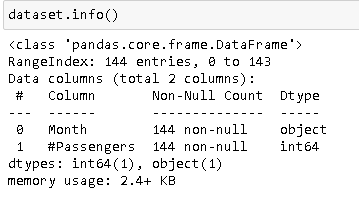 dataset.info()
<class 'pandas.core.frame.DataFrame'>
RangeIndex: 144 entries, 0 to 143
Data columns (total 2 columns):
 #   Column       Non-Null Count  Dtype
---  ------       --------------  -----
 0   Month        144 non-null    object
 1   #Passengers  144 non-null    int64
dtypes: int64(1), object(1)
memory usage: 2.4+ KB